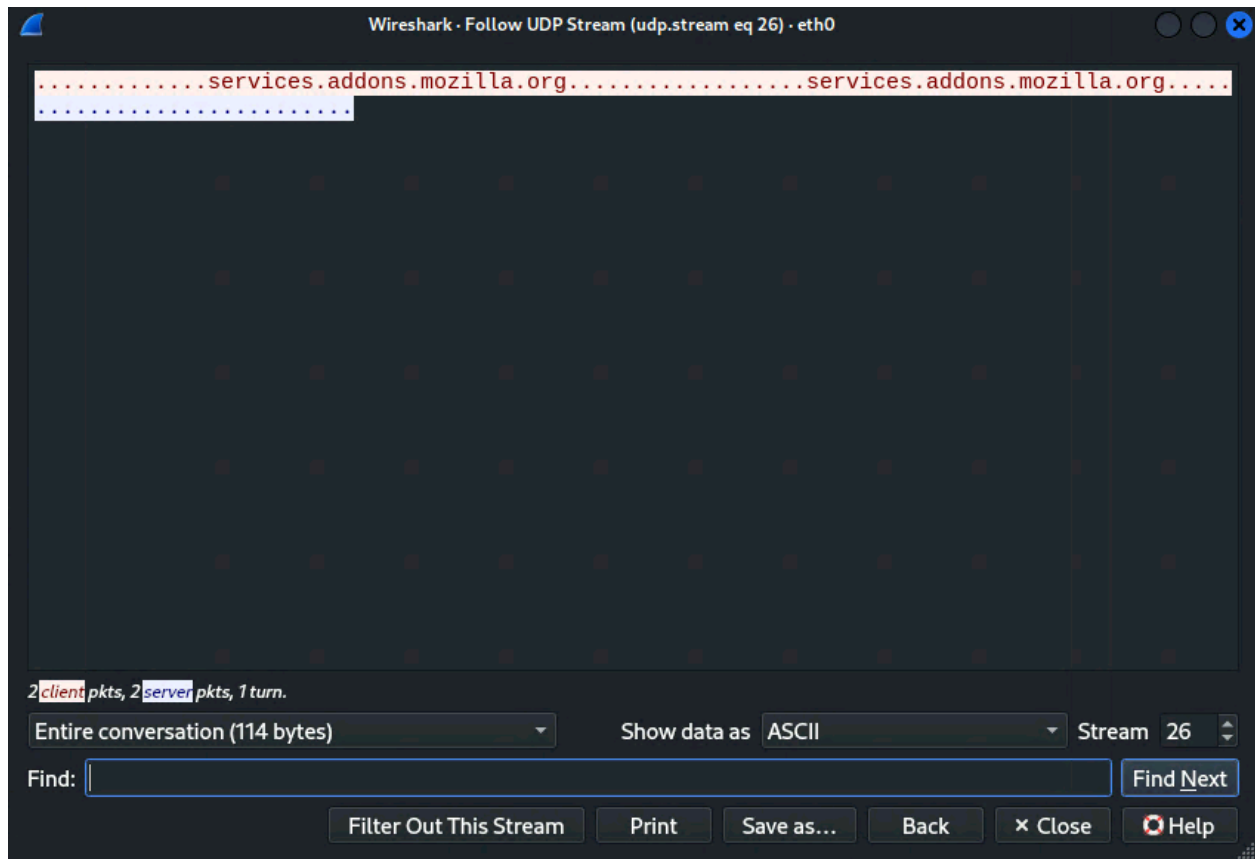 Wireshark · Follow UDP Stream (udp.stream eq 26) · eth0
.............services.addons.mozilla.org..................services.addons.mozilla.org.....
........................
2 client pkts, 2 server pkts, 1 turn.
Entire conversation (114 bytes) Show data as ASCII Stream 26
Find: Find Next
Filter Out This Stream Print Save as... Back × Close Help